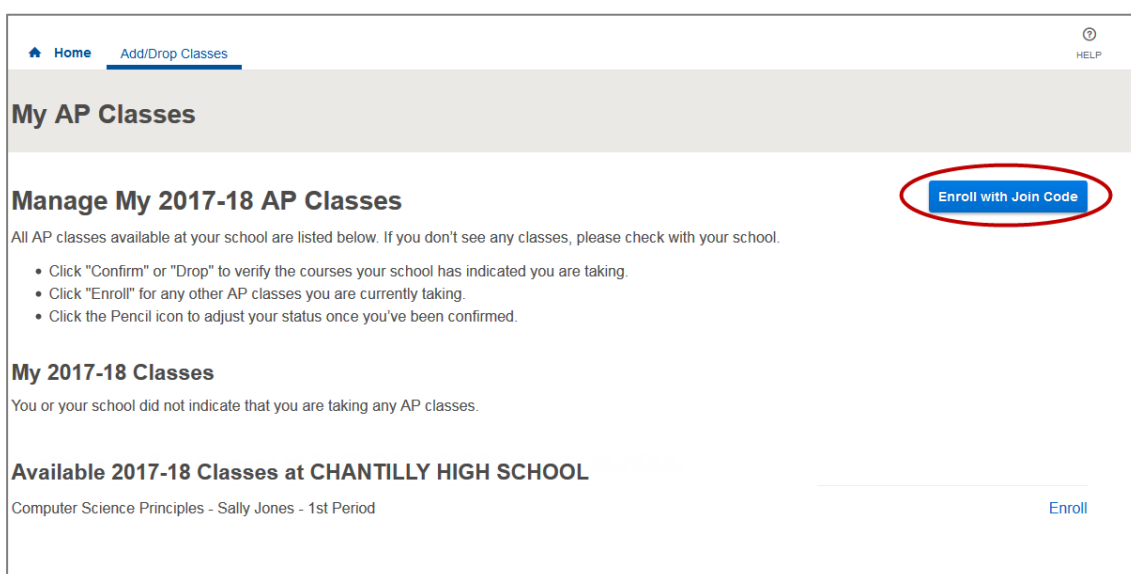 Home Add/Drop Classes
HELP
My AP Classes
Manage My 2017-18 AP Classes
Enroll with Join Code
All AP classes available at your school are listed below. If you don't see any classes, please check with your school.
• Click "Confirm" or "Drop" to verify the courses your school has indicated you are taking.
• Click "Enroll" for any other AP classes you are currently taking.
• Click the Pencil icon to adjust your status once you've been confirmed.
My 2017-18 Classes
You or your school did not indicate that you are taking any AP classes.
Available 2017-18 Classes at CHANTILLY HIGH SCHOOL
Computer Science Principles - Sally Jones - 1st Period Enroll